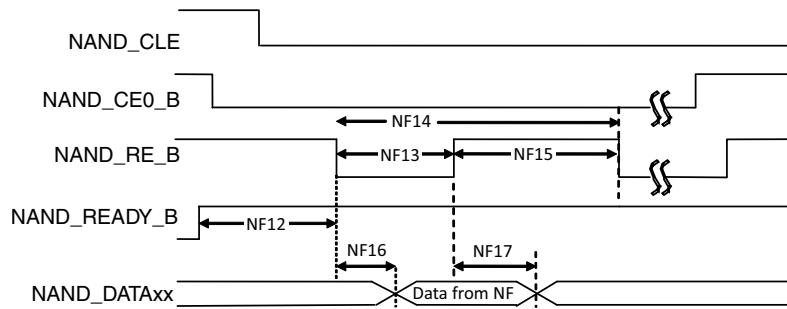 NAND_CLE
NAND_CE0_B
NF14
NAND_RE_B
NF13
NF15
NAND_READY_B
NF12
NF16
NF17
NAND_DATAxx
Data from NF